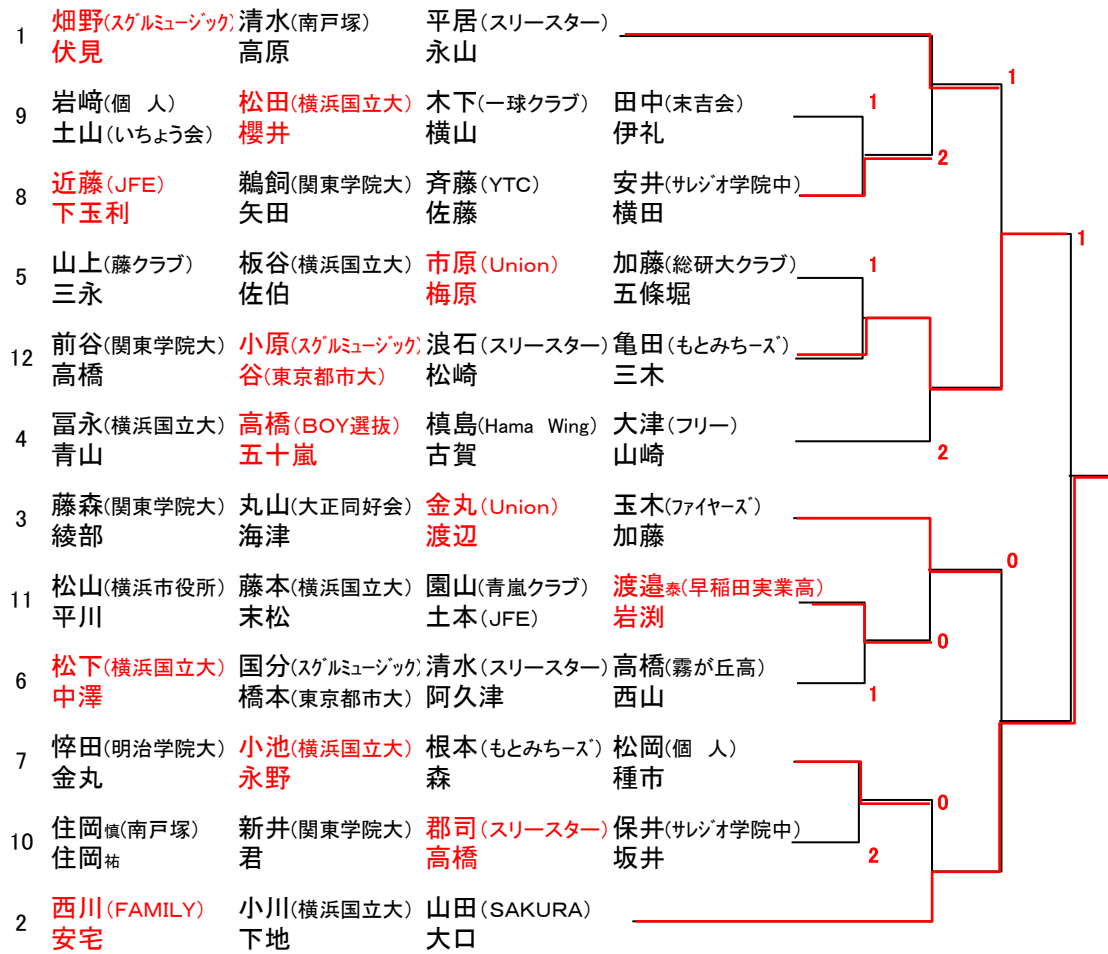 1 畑野(スグルミュージック) 清水(南戸塚) 平居(スリースター)
伏見 高原 永山
1
9 岩﨑(個 人) 松田(横浜国立大) 木下(一球クラブ) 田中(末吉会) 1
土山(いちょう会) 櫻井 横山 伊礼
2
8 近藤(JFE) 鵜飼(関東学院大) 斉藤(YTC) 安井(サレジオ学院中)
下玉利 矢田 佐藤 横田
1
5 山上(藤クラブ) 板谷(横浜国立大) 市原(Union) 加藤(総研大クラブ) 1
三永 佐伯 梅原 五條堀
12 前谷(関東学院大) 小原(スグルミュージック) 浪石(スリースター) 亀田(もとみちーズ)
高橋 谷(東京都市大) 松崎 三木
4 冨永(横浜国立大) 高橋(BOY選抜) 槙島(Hama Wing) 大津(フリー)
青山 五十嵐 古賀 山崎 2
3 藤森(関東学院大) 丸山(大正同好会) 金丸(Union) 玉木(ファイヤーズ)
綾部 海津 渡辺 加藤
0
11 松山(横浜市役所) 藤本(横浜国立大) 園山(青嵐クラブ) 渡邉泰(早稲田実業高)
平川 末松 土本(JFE) 岩渕
0
6 松下(横浜国立大) 国分(スグルミュージック) 清水(スリースター) 高橋(霧が丘高)
中澤 橋本(東京都市大) 阿久津 西山 1
7 悴田(明治学院大) 小池(横浜国立大) 根本(もとみちーズ) 松岡(個 人)
金丸 永野 森 種市
0
10 住岡慎(南戸塚) 新井(関東学院大) 郡司(スリースター) 保井(サレジオ学院中)
住岡祐 君 高橋 坂井 2
2 西川(FAMILY) 小川(横浜国立大) 山田(SAKURA)
安宅 下地 大口